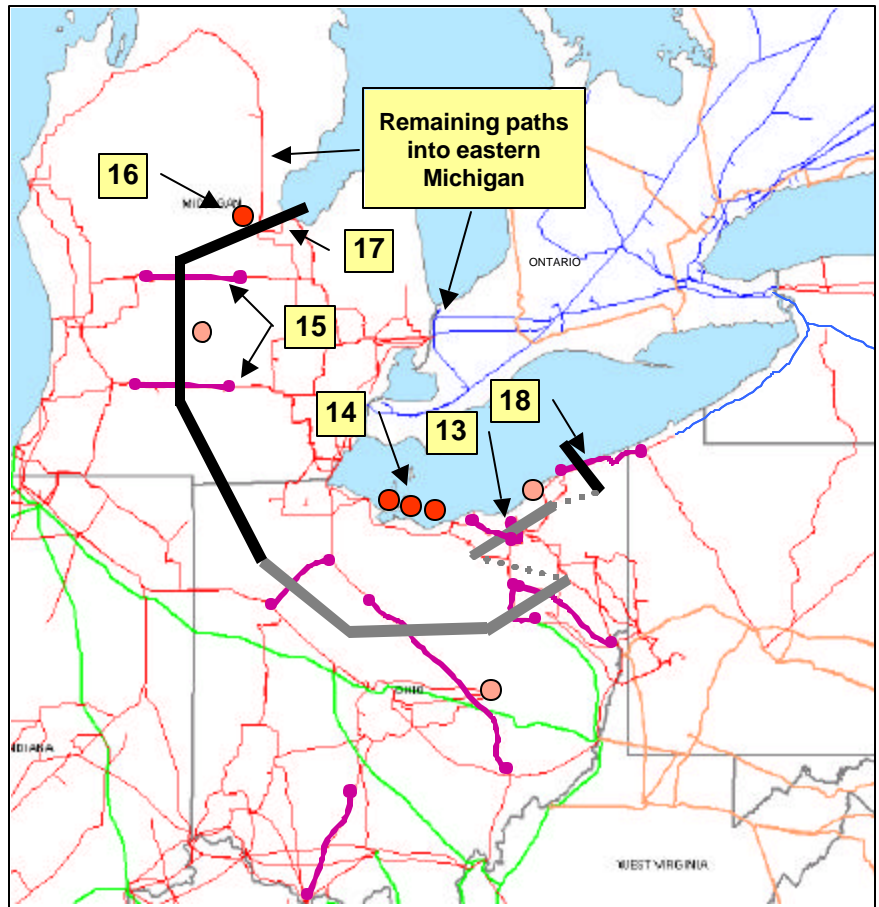 Remaining paths
into eastern
Michigan
16
MICHIGAN
17
ONTARIO
15
14
13
18
OHIO
INDIANA
WEST VIRGINIA